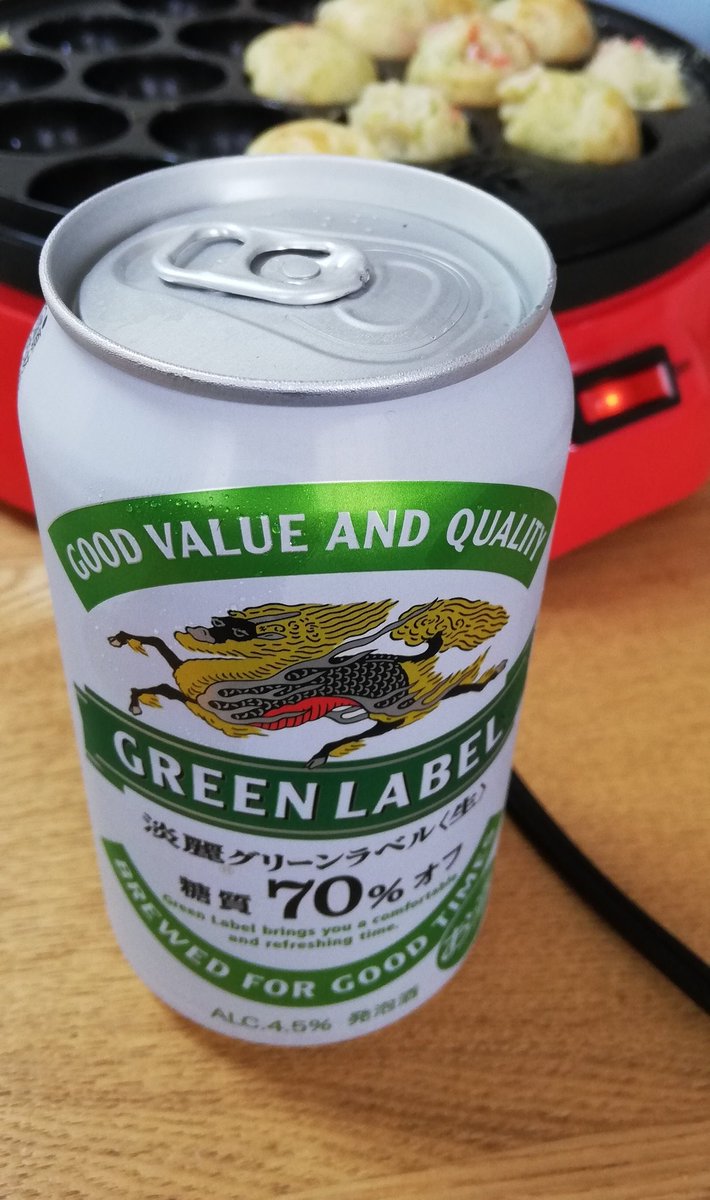 GOOD VALUE AND QUALITY
GREEN LABEL
淡麗グリーンラベル〈生〉
糖質 70% オフ
Green Label brings you a comfortable
and refreshing time.
BREWED FOR GOOD TIMES
ALC.4.5% 発泡酒